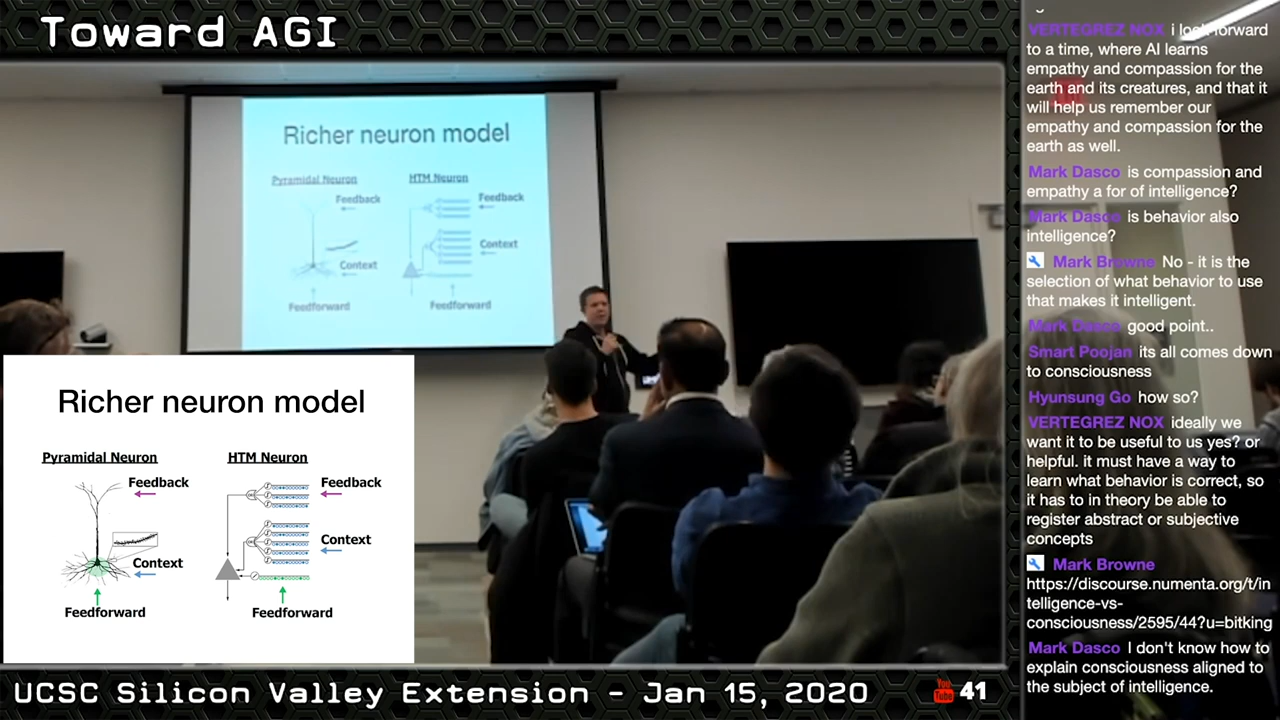 Toward AGI
Richer neuron model
Pyramidal Neuron
HTM Neuron
Feedback
Feedback
Context
Context
Feedforward
Feedforward
Richer neuron model
Pyramidal Neuron
HTM Neuron
Feedback
Feedback
Context
Context
Feedforward
Feedforward
UCSC Silicon Valley Extension - Jan 15, 2020
You
Tube
41
VERTEGREZ NOX i look forward
to a time, where AI learns
empathy and compassion for the
earth and its creatures, and that it
will help us remember our
empathy and compassion for the
earth as well.
Mark Dasco is compassion and
empathy a for of intelligence?
Mark Dasco is behavior also
intelligence?
Mark Browne No - it is the
selection of what behavior to use
that makes it intelligent.
Mark Dasco good point..
Smart Poojan its all comes down
to consciousness
Hyunsung Go how so?
VERTEGREZ NOX ideally we
want it to be useful to us yes? or
helpful. it must have a way to
learn what behavior is correct, so
it has to in theory be able to
register abstract or subjective
concepts
Mark Browne
https://discourse.numenta.org/t/in
telligence-vs-
consciousness/2595/44?u=bitking
Mark Dasco I don't know how to
explain consciousness aligned to
the subject of intelligence.